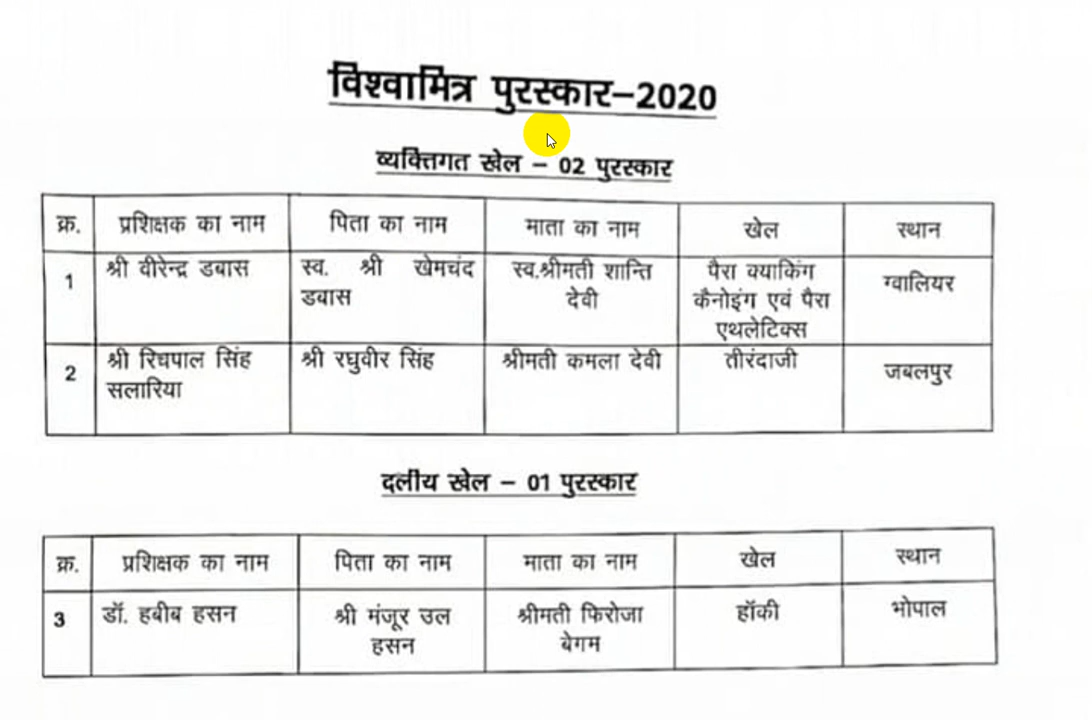 विश्वामित्र पुरस्कार–2020
व्यक्तिगत खेल – 02 पुरस्कार
क्र. प्रशिक्षक का नाम पिता का नाम माता का नाम खेल स्थान
1 श्री वीरेन्द्र डबास स्व. श्री खेमचंद डबास स्व.श्रीमती शान्ति देवी पैरा क्याकिंग कैनोइंग एवं पैरा एथलेटिक्स ग्वालियर
2 श्री रिचपाल सिंह सलारिया श्री रघुवीर सिंह श्रीमती कमला देवी तीरंदाजी जबलपुर
दलीय खेल – 01 पुरस्कार
क्र. प्रशिक्षक का नाम पिता का नाम माता का नाम खेल स्थान
3 डॉ. हबीब हसन श्री मंजूर उल हसन श्रीमती फिरोजा बेगम हॉकी भोपाल